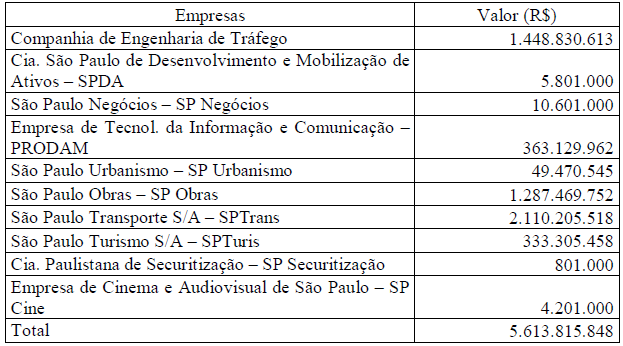 Empresas Valor (R$)
Companhia de Engenharia de Tráfego 1.448.830.613
Cia. São Paulo de Desenvolvimento e Mobilização de
Ativos – SPDA 5.801.000
São Paulo Negócios – SP Negócios 10.601.000
Empresa de Tecnol. da Informação e Comunicação –
PRODAM 363.129.962
São Paulo Urbanismo – SP Urbanismo 49.470.545
São Paulo Obras – SP Obras 1.287.469.752
São Paulo Transporte S/A – SPTrans 2.110.205.518
São Paulo Turismo S/A – SPTuris 333.305.458
Cia. Paulistana de Securitização – SP Securitização 801.000
Empresa de Cinema e Audiovisual de São Paulo – SP
Cine 4.201.000
Total 5.613.815.848